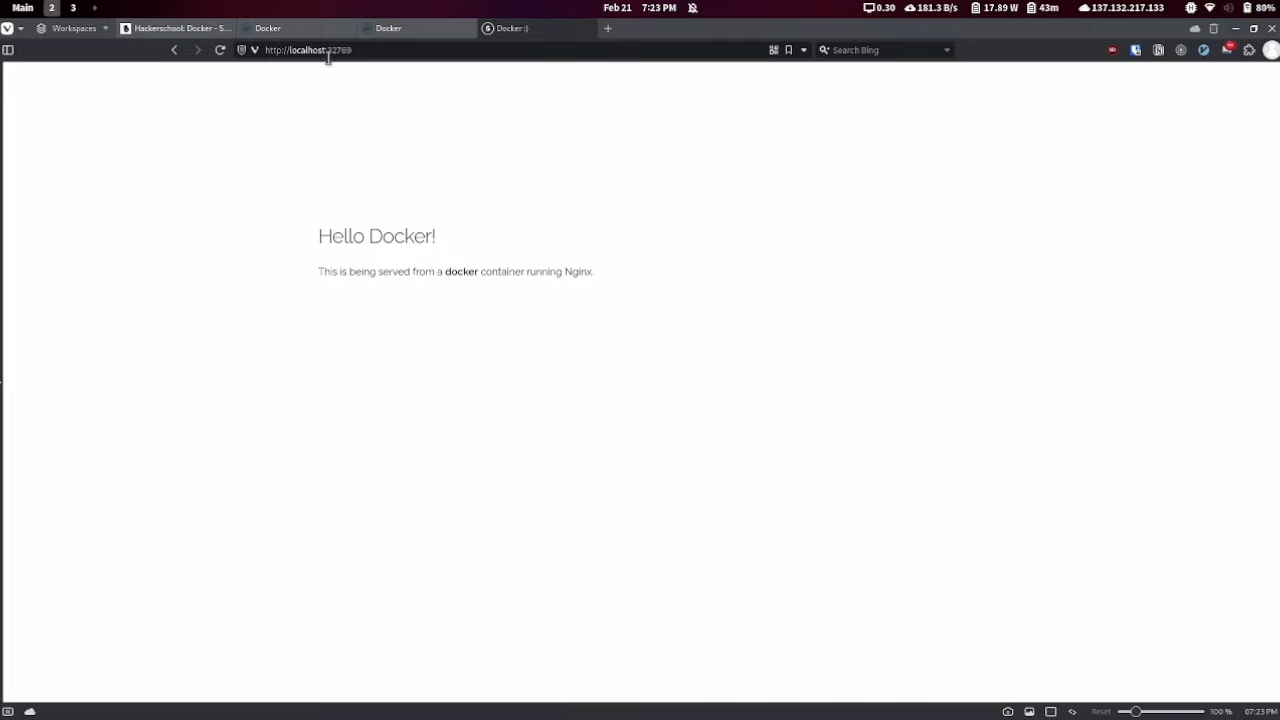 Main 2 3 + Feb 21 7:23 PM 0.30 181.3 B/s 17.89 W 43m 137.132.217.133 80%
Workspaces Hackerschool: Docker - S... Docker Docker Docker :)
http://localhost:32769 Search Bing
Hello Docker!
This is being served from a docker container running Nginx.
Reset 100 % 07:23 PM